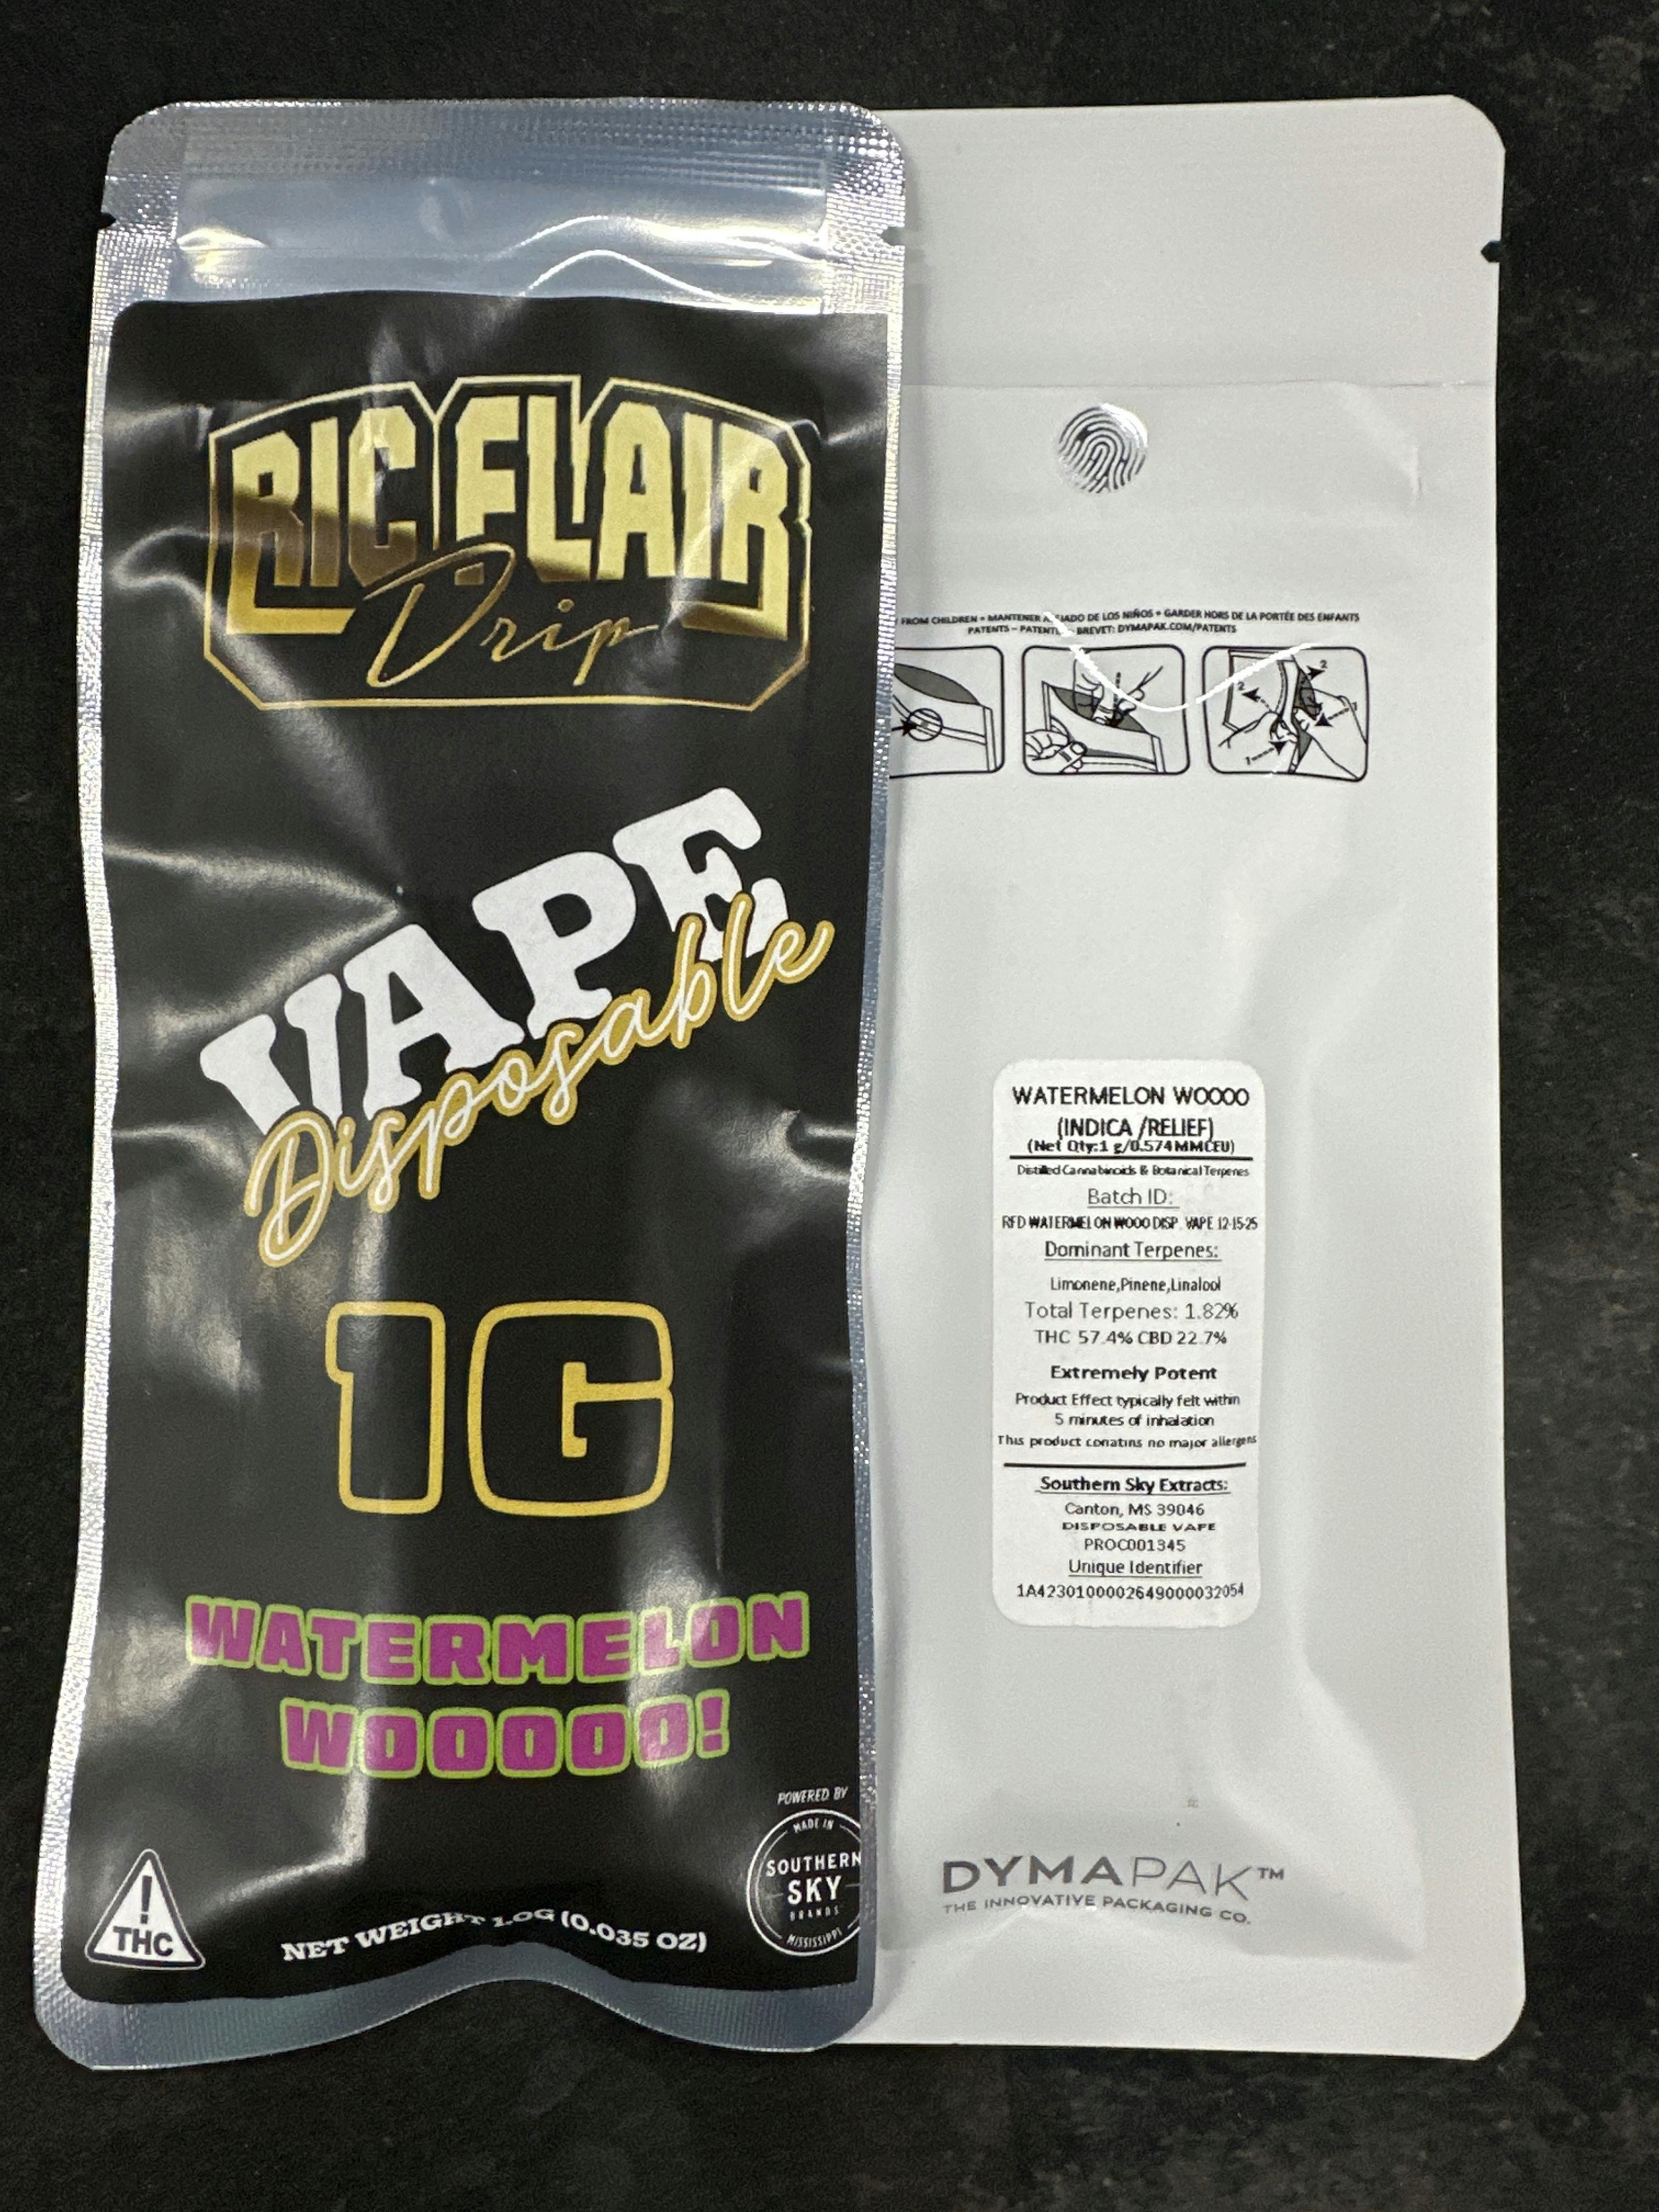 RIC FLAIR
Drip
VAPE
Disposable
1G
WATERMELON
WOOOOO!
POWERED BY
MADE IN
SOUTHERN
SKY
BRANDS
MISSISSIPPI
THC
NET WEIGHT 1.0G (0.035 OZ)
FROM CHILDREN • MANTENER ALEJADO DE LOS NIÑOS • GARDER HORS DE LA PORTÉE DES ENFANTS
PATENTS – BREVET: DYMAPAK.COM/PATENTS
WATERMELON WOOOO
(INDICA /RELIEF)
(Net Qty:1 g/0.574MMCEU)
Distilled Cannabinoids & Botanical Terpenes
Batch ID:
RFD WATERMELON WOOO DISP. VAPE 12-15-25
Dominant Terpenes:
Limonene,Pinene,Linalool
Total Terpenes: 1.82%
THC 57.4% CBD 22.7%
Extremely Potent
Product Effect typically felt within
5 minutes of inhalation
This product conatins no major allergens
Southern Sky Extracts:
Canton, MS 39046
DISPOSABLE VAPE
PROC001345
Unique Identifier
1A4230100002649000032054
DYMAPAK™
THE INNOVATIVE PACKAGING CO.